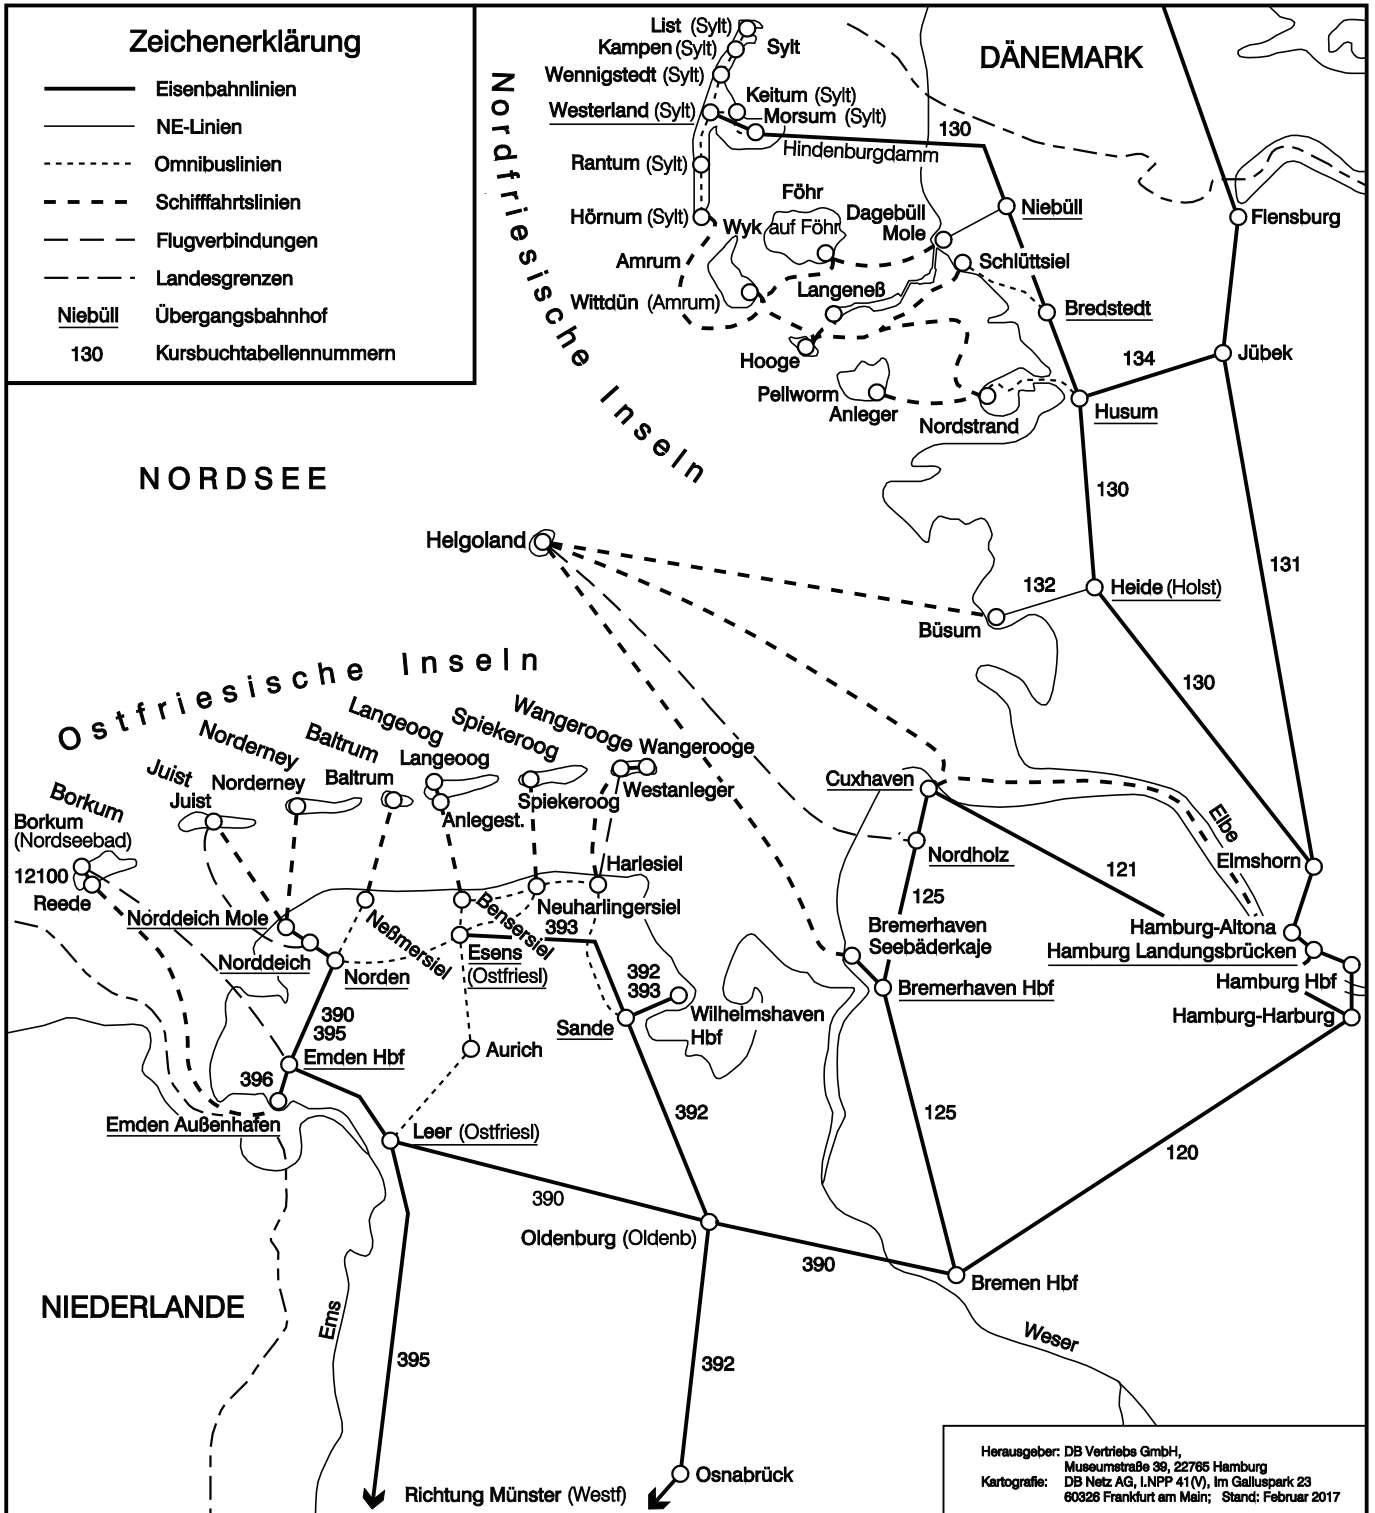 Zeichenerklärung
Eisenbahnlinien
NE-Linien
Omnibuslinien
Schifffahrtslinien
Flugverbindungen
Landesgrenzen
Niebüll Übergangsbahnhof
130 Kursbuchtabellennummern
List (Sylt)
Kampen (Sylt)
Sylt
Wennigstedt (Sylt)
Keitum (Sylt)
Westerland (Sylt)
Morsum (Sylt)
130
Hindenburgdamm
Rantum (Sylt)
Hörnum (Sylt)
DÄNEMARK
Nordfriesische Inseln
Föhr
Wyk auf Föhr
Dagebüll
Mole
Niebüll
Flensburg
Amrum
Schlüttsiel
Wittdün (Amrum)
Langeneß
Bredstedt
Hooge
134
Jübek
Pellworm
Anleger
Nordstrand
Husum
NORDSEE
130
Helgoland
131
132
Heide (Holst)
Büsum
130
Ostfriesische Inseln
Borkum
Juist
Norderney
Baltrum
Langeoog
Spiekeroog
Wangerooge
Borkum
(Nordseebad)
12100
Reede
Juist
Norderney
Baltrum
Langeoog
Anlegest.
Spiekeroog
Wangerooge
Westanleger
Cuxhaven
Elbe
Nordholz
121
Elmshorn
125
Harlesiel
Neuharlingersiel
Bensersiel
Neßmersiel
Norddeich Mole
Norddeich
Norden
393
Esens
(Ostfriesl)
Bremerhaven
Seebäderkaje
Hamburg-Altona
Hamburg Landungsbrücken
Hamburg Hbf
Hamburg-Harburg
Bremerhaven Hbf
392
393
Wilhelmshaven
Hbf
Sande
390
395
Emden Hbf
Aurich
396
Emden Außenhafen
Leer (Ostfriesl)
392
125
120
390
Oldenburg (Oldenb)
390
Bremen Hbf
NIEDERLANDE
Ems
Weser
395
392
Osnabrück
Richtung Münster (Westf)
Herausgeber: DB Vertriebs GmbH,
Museumstraße 39, 22765 Hamburg
Kartografie: DB Netz AG, I.NPP 41(V), Im Galluspark 23
60326 Frankfurt am Main; Stand: Februar 2017